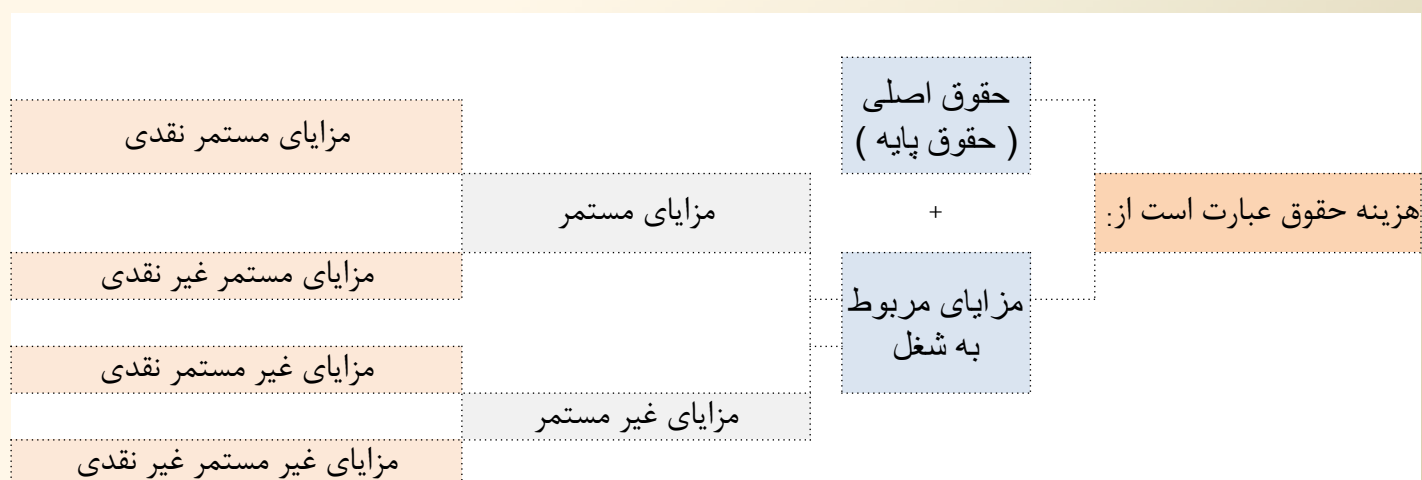 هزینه حقوق عبارت است از:
حقوق اصلی
( حقوق پایه )
+
مزایای مربوط
به شغل
مزایای مستمر
مزایای غیر مستمر
مزایای مستمر نقدی
مزایای مستمر غیر نقدی
مزایای غیر مستمر نقدی
مزایای غیر مستمر غیر نقدی